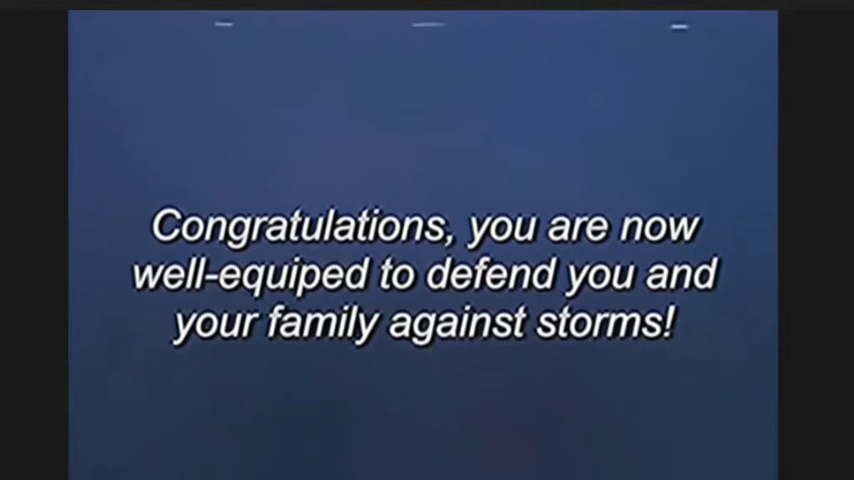 Congratulations, you are now
well-equiped to defend you and
your family against storms!